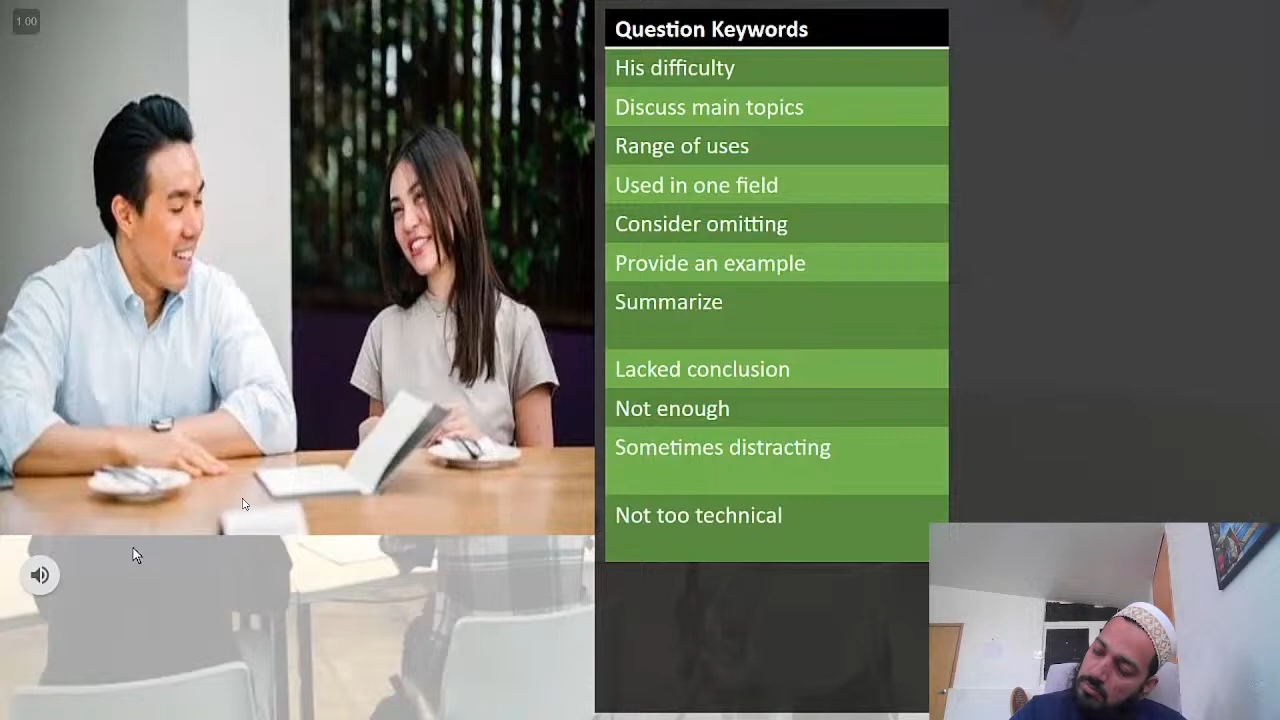 1.00
Question Keywords
His difficulty
Discuss main topics
Range of uses
Used in one field
Consider omitting
Provide an example
Summarize
Lacked conclusion
Not enough
Sometimes distracting
Not too technical